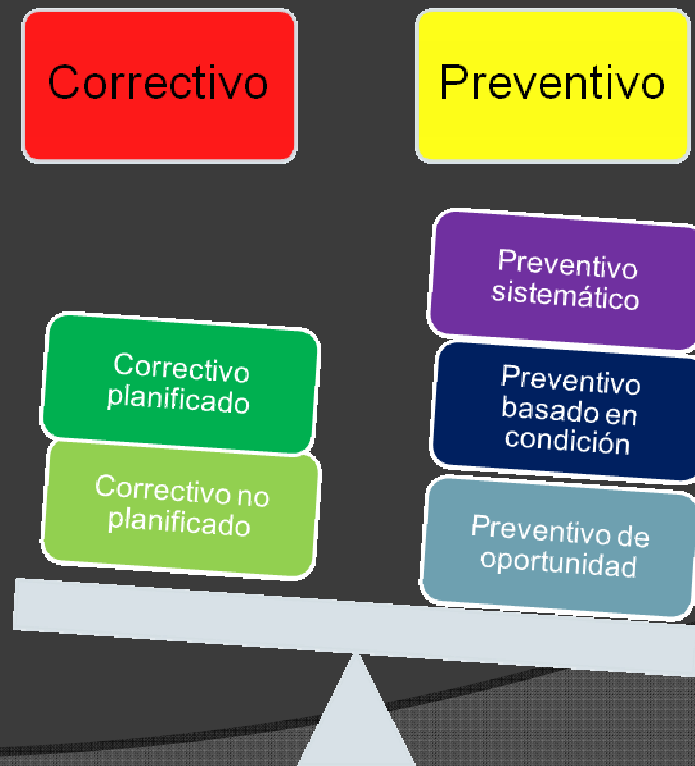 Correctivo
Preventivo
Correctivo
planificado
Correctivo no
planificado
Preventivo
sistemático
Preventivo
basado en
condición
Preventivo de
oportunidad